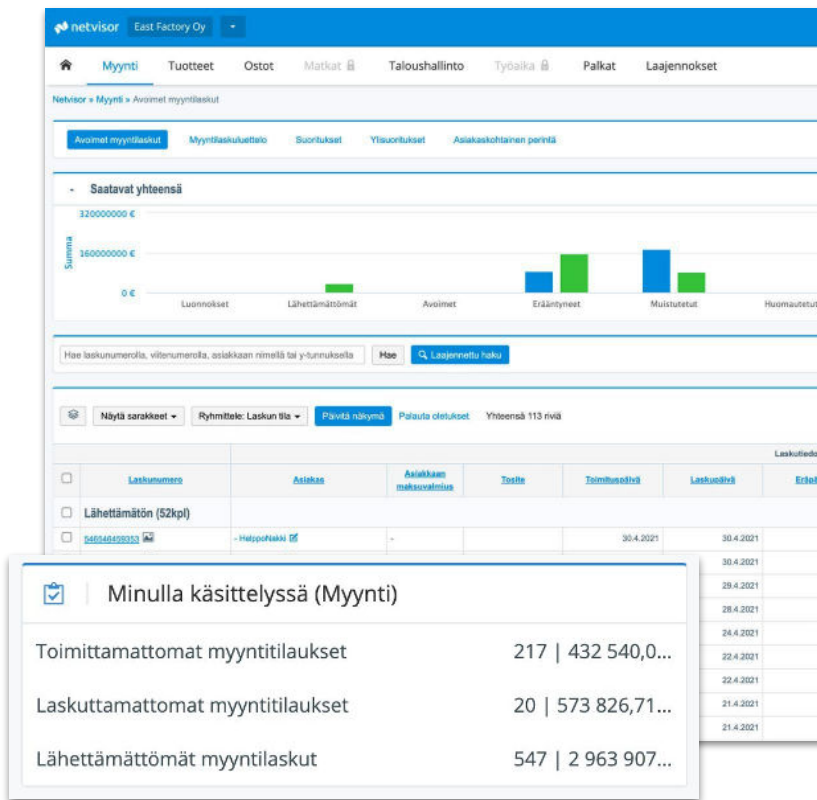 netvisor East Factory Oy
Myynti Tuotteet Ostot Matkat Taloushallinto Työaika Palkat Laajennokset
Netvisor » Myynti » Avoimet myyntilaskut
Avoimet myyntilaskut Myyntilaskuluettelo Suoritukset Ylisuoritukset Asiakaskohtainen perintä
- Saatavat yhteensä
320000000 €
160000000 €
0 €
Summa
Luonnokset Lähettämättömät Avoimet Erääntyneet Muistutetut Huomautetut
Hae laskunumerolla, viitenumerolla, asiakkaan nimellä tai y-tunnuksella Hae Laajennettu haku
Näytä sarakkeet Ryhmittele: Laskun tila Päivitä näkymä Palauta oletukset Yhteensä 113 riviä
Laskutiedo
Laskunumero Asiakas Asiakkaan maksuvalmius Tosite Toimituspäivä Laskupäivä Eräpä
Lähettämätön (52kpl)
546546459353 - HelppoNakki - 30.4.2021 30.4.2021
30.4.2021
29.4.2021
28.4.2021
24.4.2021
22.4.2021
22.4.2021
21.4.2021
21.4.2021
Minulla käsittelyssä (Myynti)
Toimittamattomat myyntitilaukset 217 | 432 540,0...
Laskuttamattomat myyntitilaukset 20 | 573 826,71...
Lähettämättömät myyntilaskut 547 | 2 963 907...